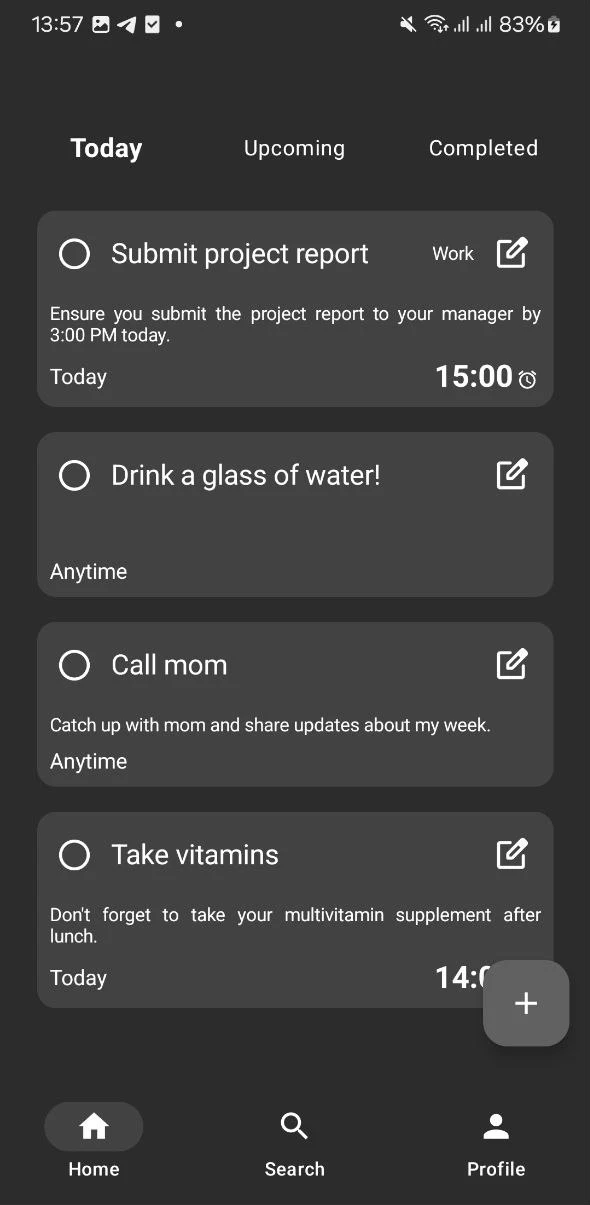 13:57 83%
Today Upcoming Completed
Submit project report Work
Ensure you submit the project report to your manager by
3:00 PM today.
Today 15:00
Drink a glass of water!
Anytime
Call mom
Catch up with mom and share updates about my week.
Anytime
Take vitamins
Don't forget to take your multivitamin supplement after
lunch.
Today
+
Home Search Profile